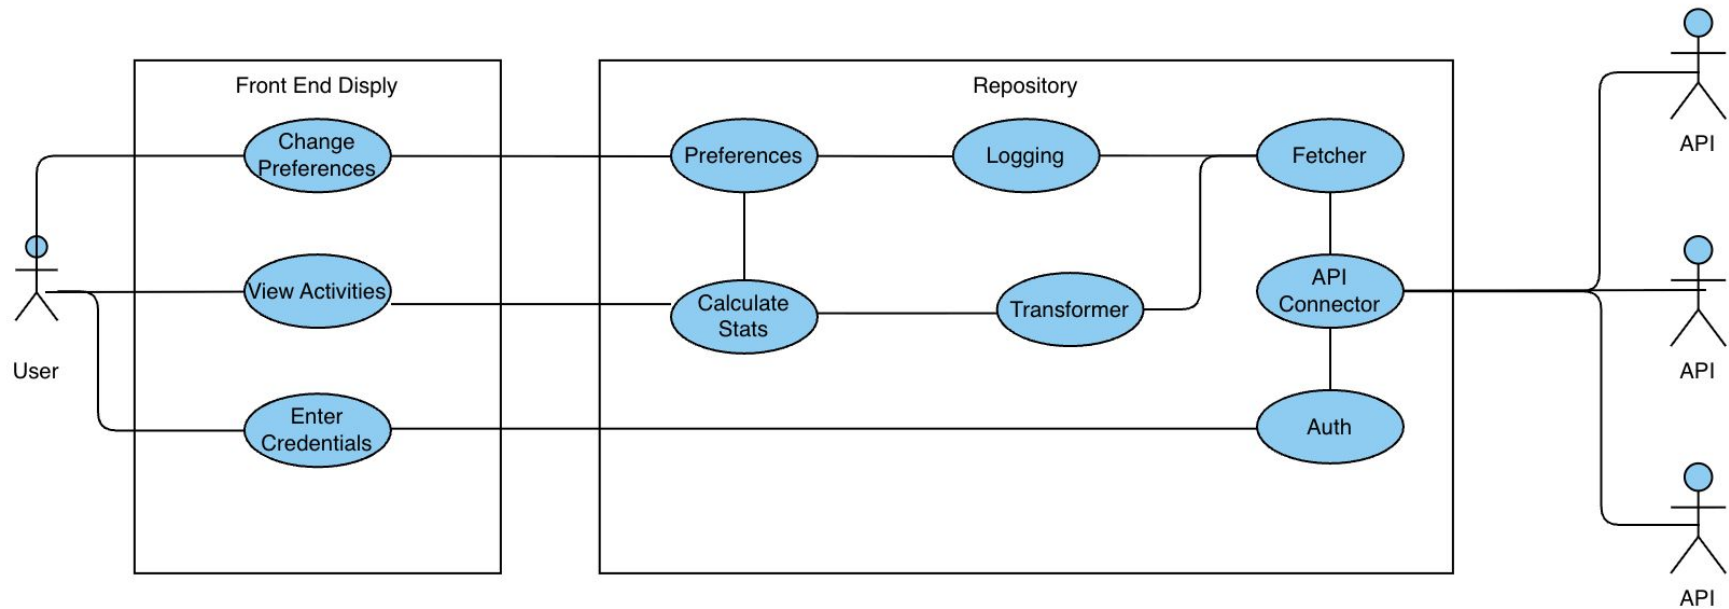 Front End Disply
Repository
Change
Preferences
Preferences
Logging
Fetcher
API
View Activities
Calculate
Stats
Transformer
API
Connector
User
API
Enter
Credentials
Auth
API